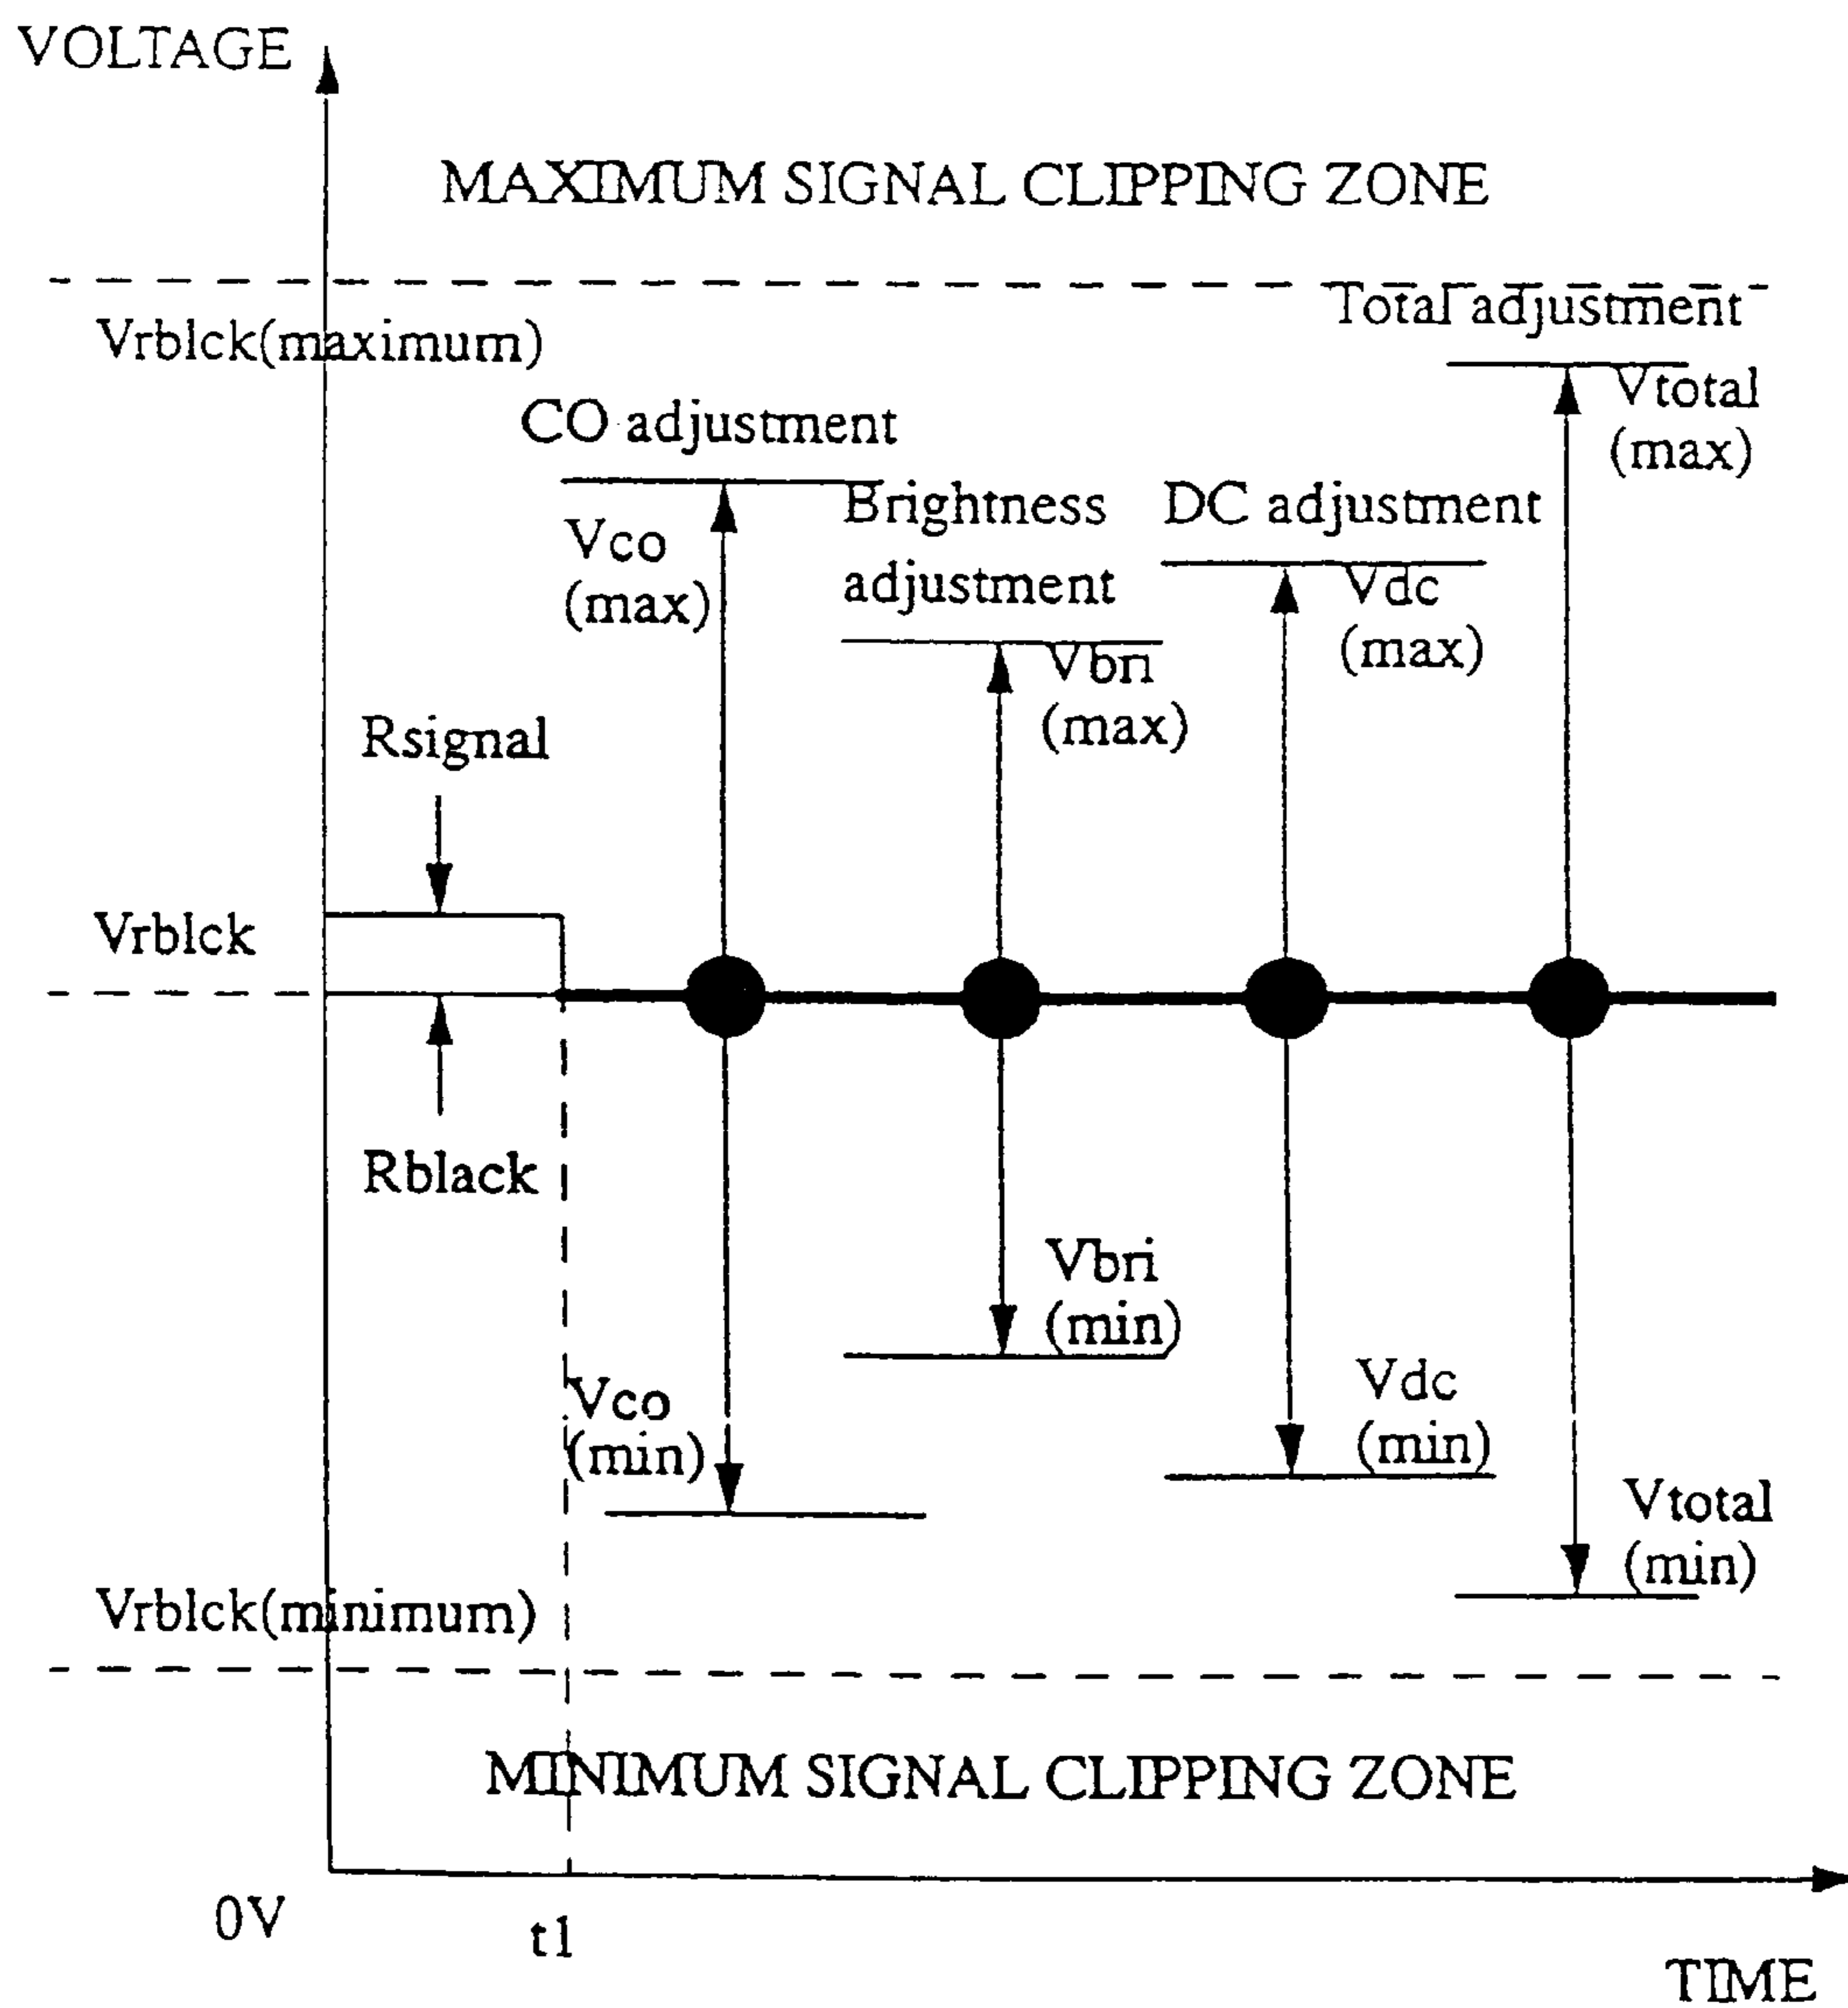 VOLTAGE
MAXIMUM SIGNAL CLIPPING ZONE
Total adjustment
Vrblck(maximum)
Vtotal
(max)
CO adjustment
Brightness
adjustment
DC adjustment
Vco
(max)
Vdc
(max)
Vbri
(max)
Rsignal
Vrblck
Rblack
Vbri
(min)
Vco
(min)
Vdc
(min)
Vtotal
(min)
Vrblck(minimum)
MINIMUM SIGNAL CLIPPING ZONE
0V
t1
TIME